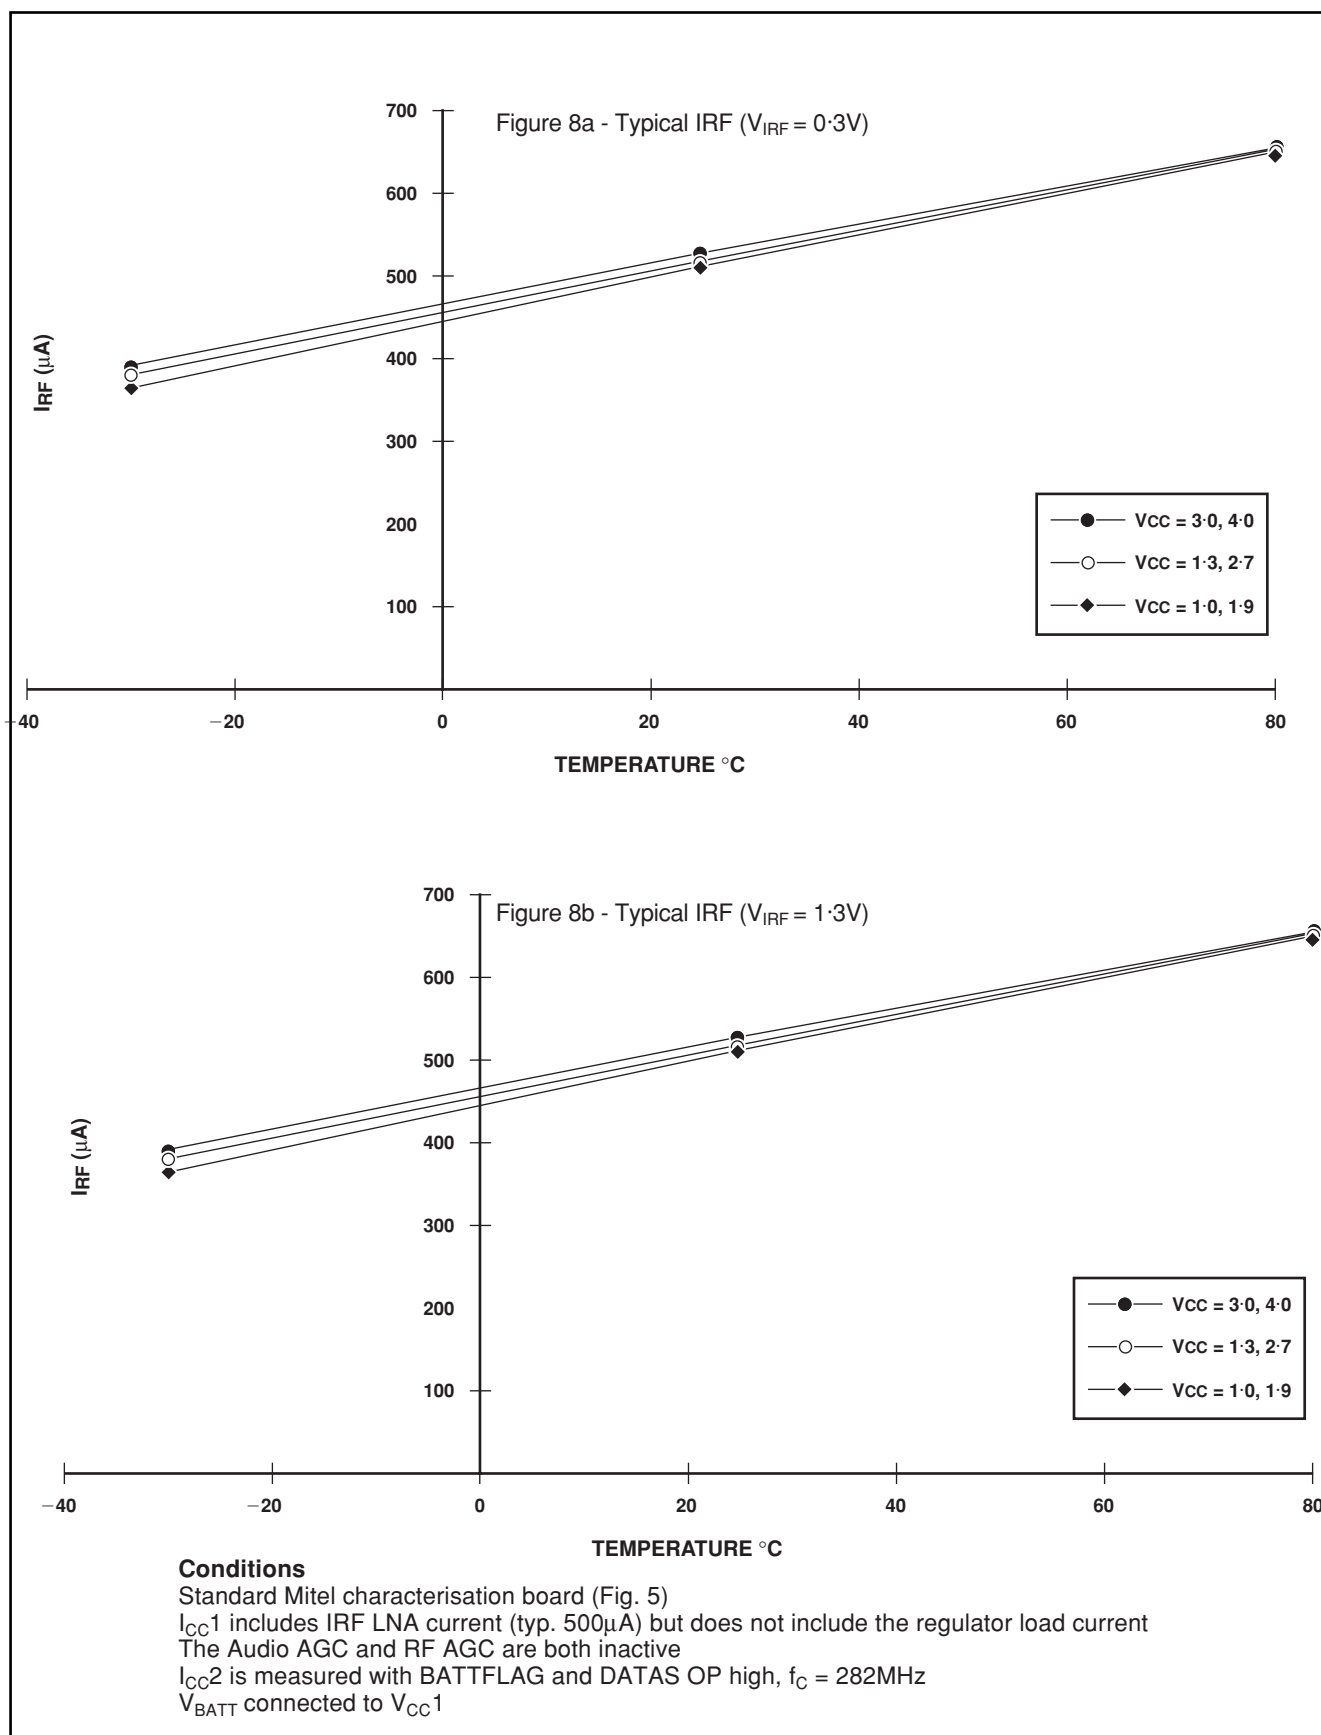 Figure 8a - Typical IRF (VIRF = 0·3V)
700
600
500
400
300
200
100
IRF (μA)
VCC = 3·0, 4·0
VCC = 1·3, 2·7
VCC = 1·0, 1·9
−40 −20 0 20 40 60 80
TEMPERATURE °C
Figure 8b - Typical IRF (VIRF = 1·3V)
700
600
500
400
300
200
100
IRF (μA)
VCC = 3·0, 4·0
VCC = 1·3, 2·7
VCC = 1·0, 1·9
−40 −20 0 20 40 60 80
TEMPERATURE °C
Conditions
Standard Mitel characterisation board (Fig. 5)
ICC1 includes IRF LNA current (typ. 500μA) but does not include the regulator load current
The Audio AGC and RF AGC are both inactive
ICC2 is measured with BATTFLAG and DATAS OP high, fC = 282MHz
VBATT connected to VCC1